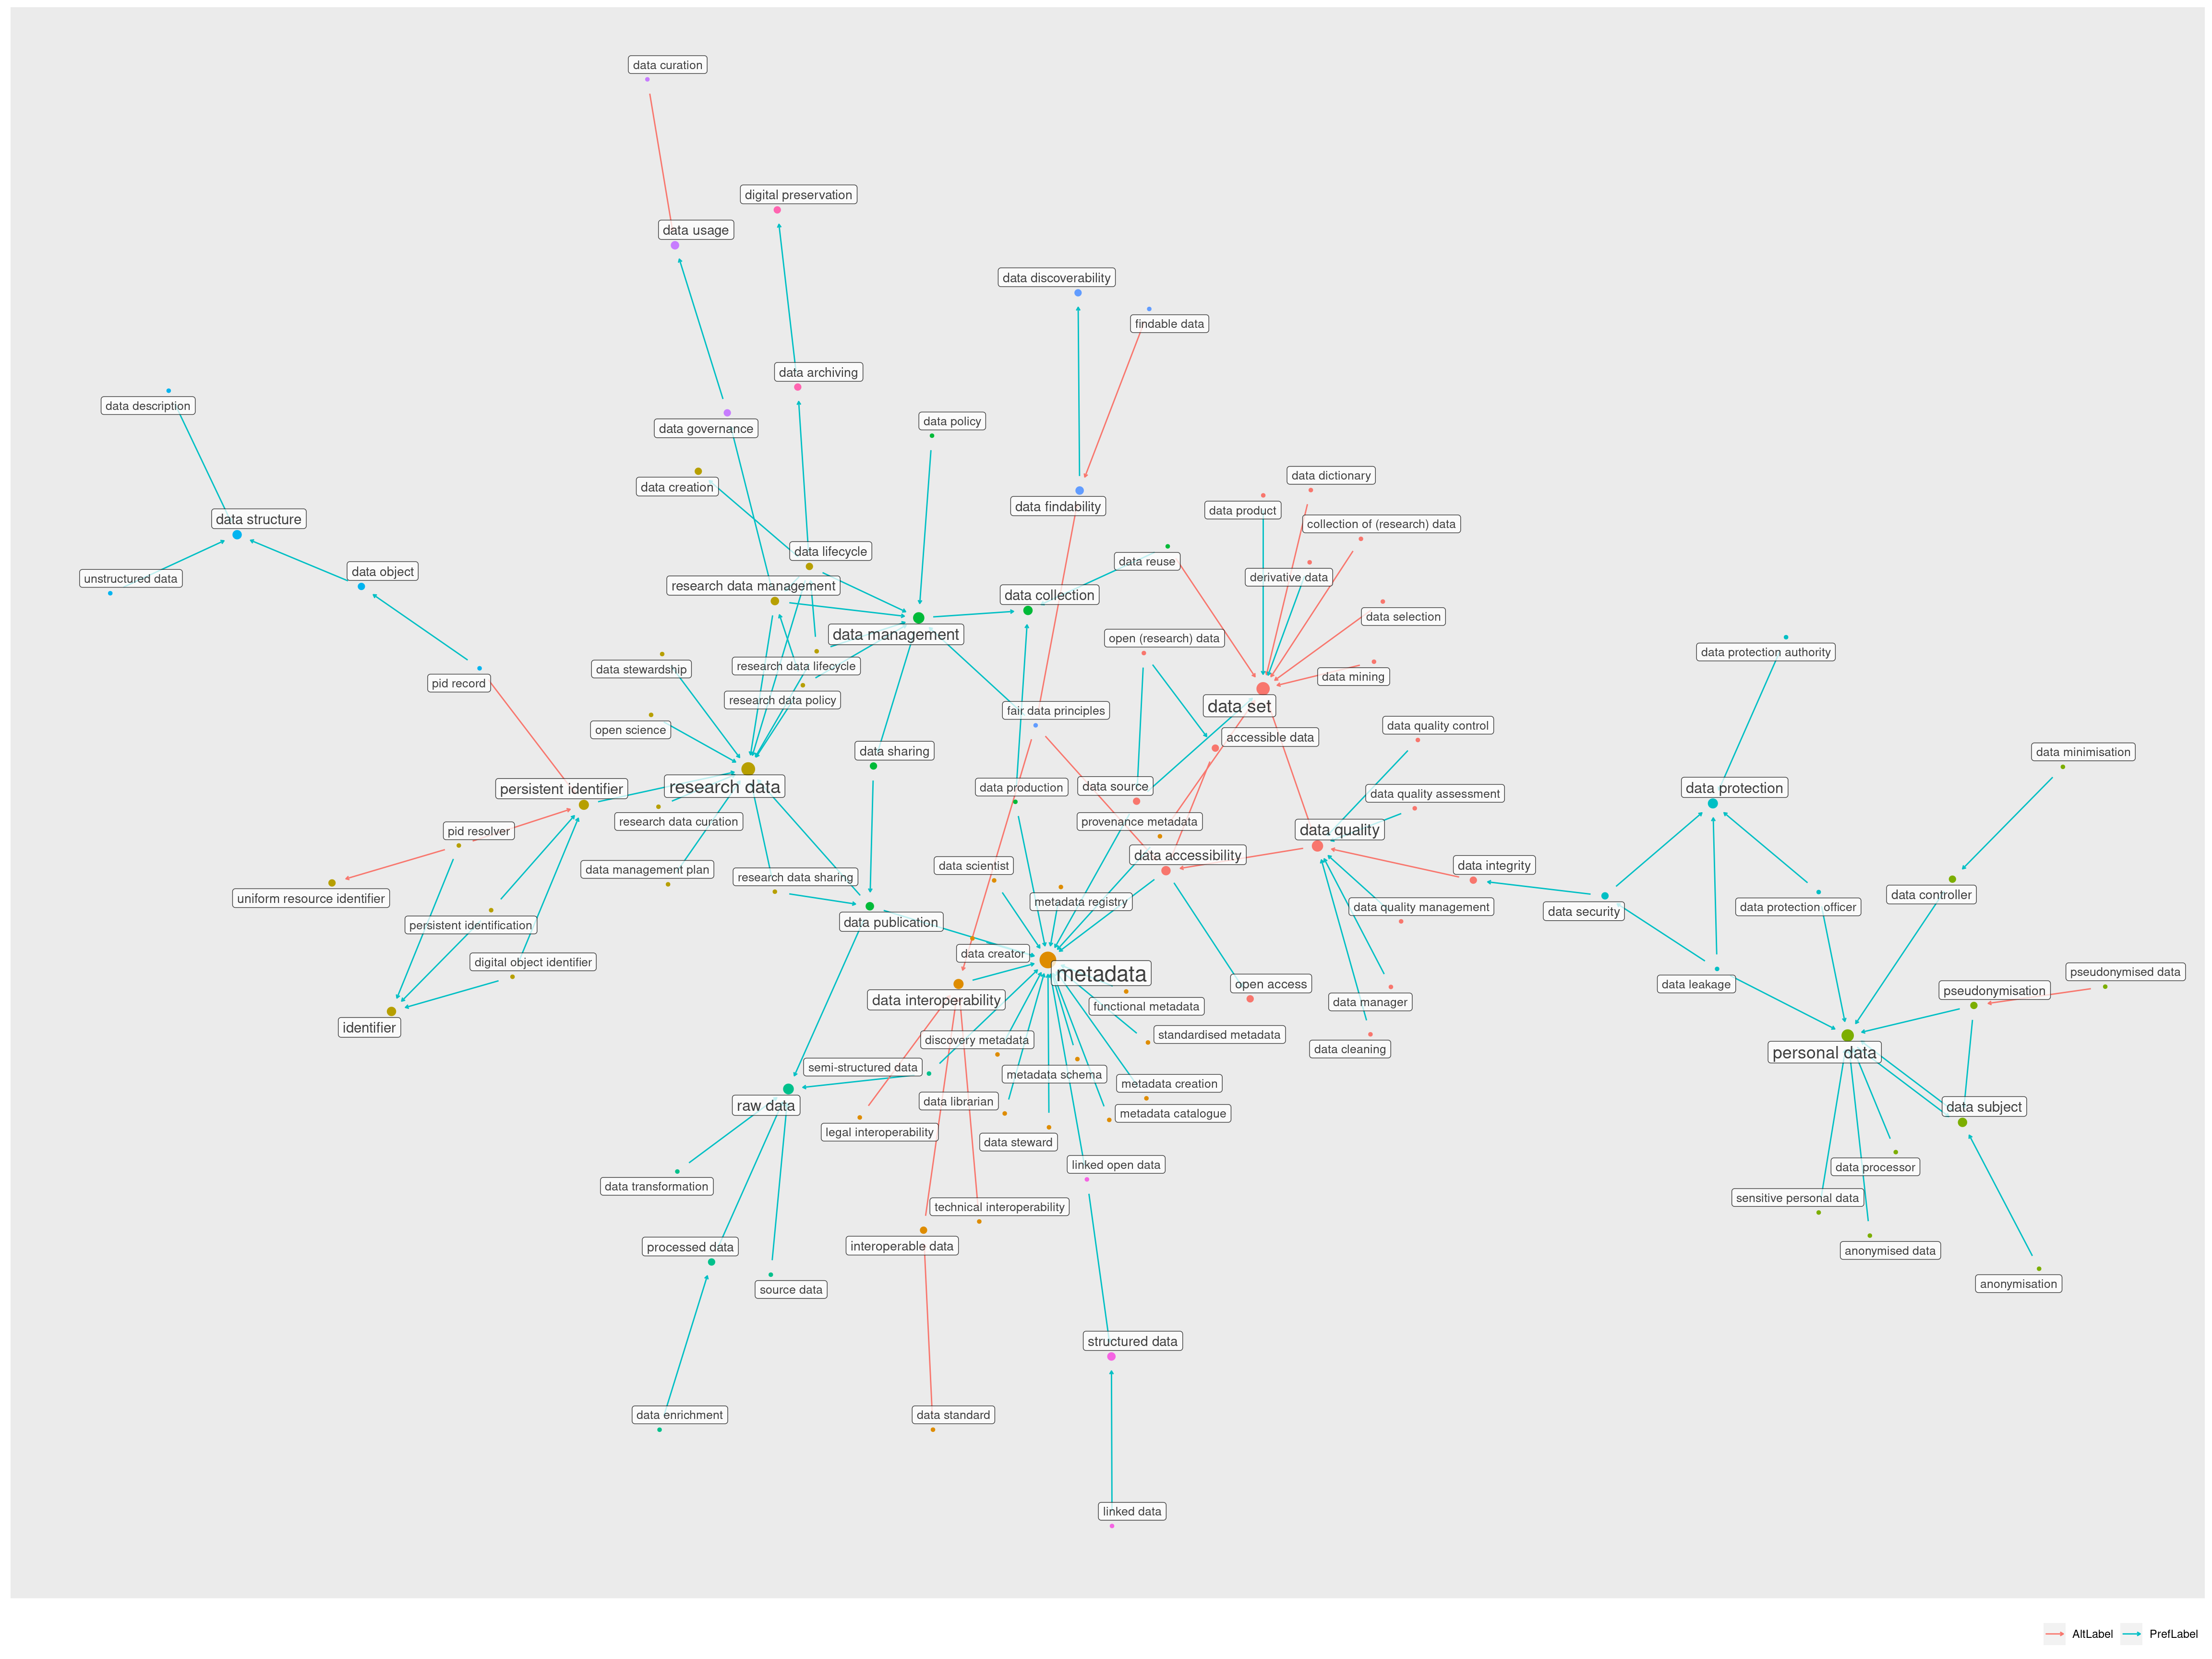 data curation
digital preservation
data usage
data discoverability
findable data
data archiving
data description
data policy
data governance
data dictionary
data creation
data findability
data product
data structure
collection of (research) data
data lifecycle
data reuse
data object
unstructured data
derivative data
research data management
data collection
data selection
data management
open (research) data
data protection authority
research data lifecycle
data stewardship
data mining
pid record
research data policy
data set
fair data principles
data quality control
open science
accessible data
data sharing
data minimisation
data source
research data
data production
data protection
persistent identifier
data quality assessment
research data curation
provenance metadata
data quality
pid resolver
data accessibility
data scientist
data integrity
data management plan
research data sharing
data controller
uniform resource identifier
metadata registry
data quality management
data protection officer
data security
data publication
persistent identification
data creator
digital object identifier
pseudonymised data
metadata
open access
data leakage
pseudonymisation
data interoperability
data manager
functional metadata
identifier
standardised metadata
discovery metadata
data cleaning
personal data
semi-structured data
metadata schema
metadata creation
data librarian
raw data
data subject
metadata catalogue
legal interoperability
data steward
linked open data
data processor
data transformation
sensitive personal data
technical interoperability
interoperable data
processed data
anonymised data
anonymisation
source data
structured data
data enrichment
data standard
linked data
AltLabel
PrefLabel